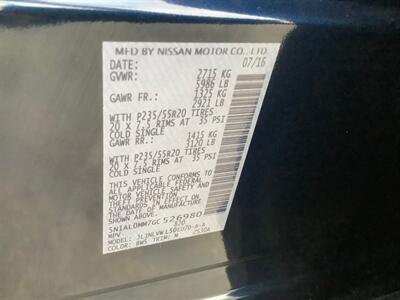 MFD BY NISSAN MOTOR CO., LTD.
DATE: 07/16
GVWR: 2715 KG
5986 LB
GAWR FR.: 1325 KG
2921 LB
WITH P235/55R20 TIRES
20 X 7.5 RIMS AT 35 PSI
COLD SINGLE
GAWR RR.: 1415 KG
3120 LB
WITH P235/55R20 TIRES
20 X 7.5 RIMS AT 35 PSI
COLD SINGLE
THIS VEHICLE CONFORMS TO
ALL APPLICABLE FEDERAL
MOTOR VEHICLE SAFETY AND
THEFT PREVENTION STANDARDS
IN EFFECT ON THE DATE OF
MANUFACTURE
SHOWN ABOVE.
5N1AL0MM7GC526980
MPV
MODEL:
COLOR: BW5 TRIM: